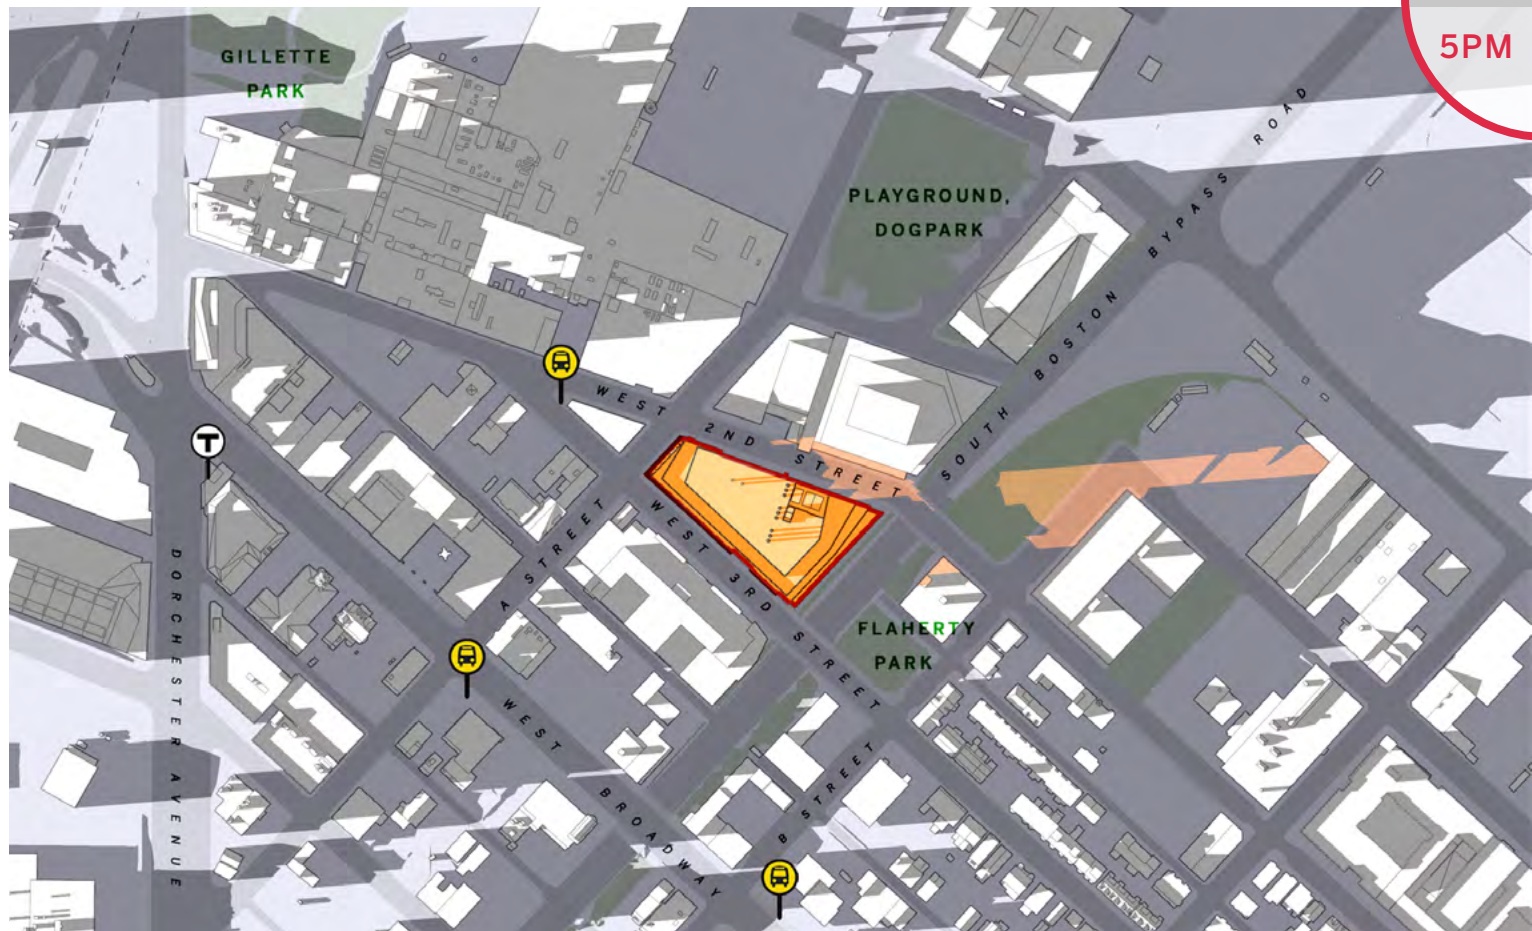 5PM
GILLETTE
PARK
PLAYGROUND,
DOGPARK
SOUTH BOSTON BYPASS ROAD
WEST 2ND STREET
T
WEST 3RD STREET
A STREET
DORCHESTER AVENUE
FLAHERTY
PARK
WEST BROADWAY
B STREET